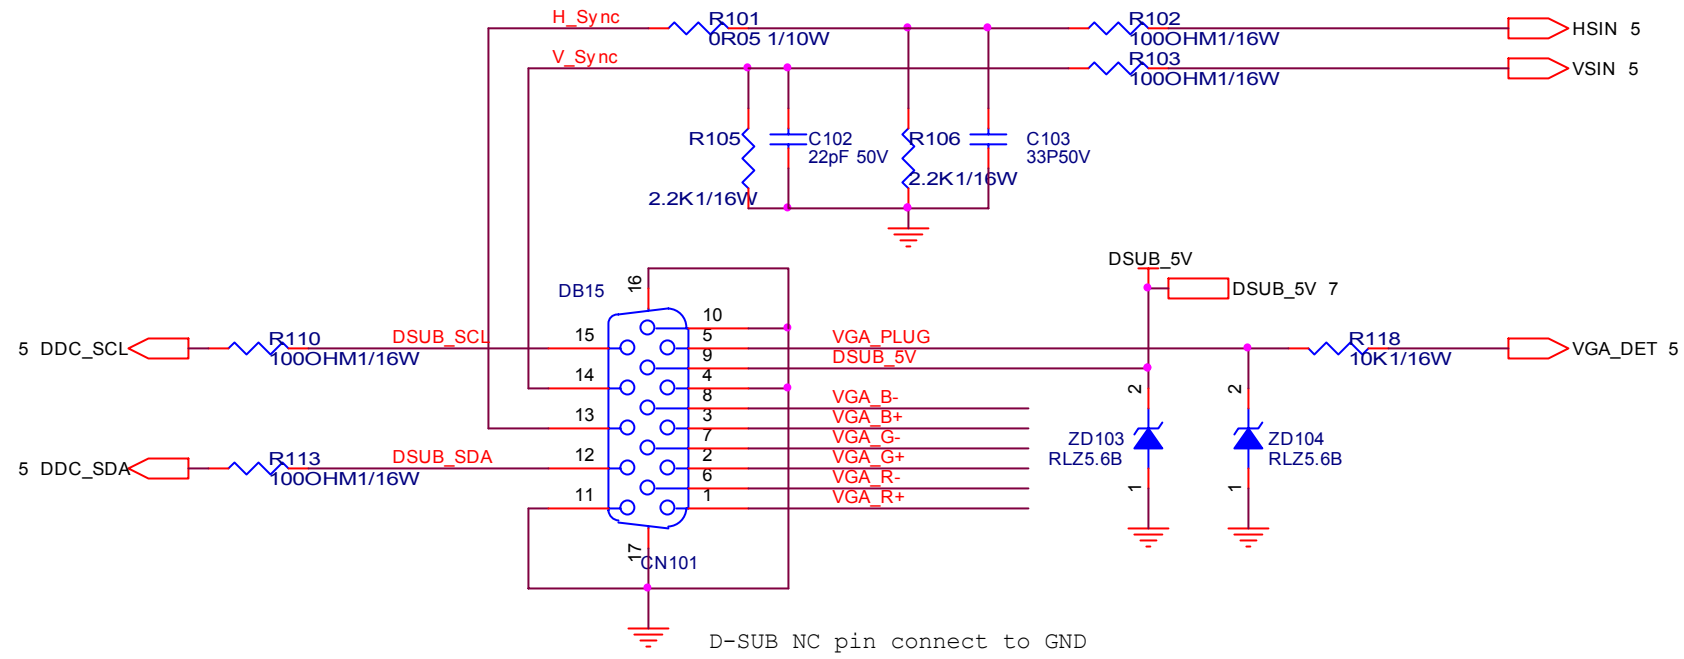 H_Sync
R101
0R05 1/10W
R102
100OHM1/16W
HSIN 5
V_Sync
R103
100OHM1/16W
VSIN 5
R105
2.2K1/16W
C102
22pF 50V
R106
2.2K1/16W
C103
33P50V
DSUB_5V
DSUB_5V 7
DB15
16
10
5 DDC_SCL
R110
100OHM1/16W
DSUB_SCL
15
5
VGA_PLUG
R118
10K1/16W
VGA_DET 5
9
DSUB_5V
14
4
2
2
8
VGA_B-
13
3
VGA_B+
7
VGA_G-
ZD103
RLZ5.6B
ZD104
RLZ5.6B
5 DDC_SDA
R113
100OHM1/16W
DSUB_SDA
12
2
VGA_G+
6
VGA_R-
11
1
VGA_R+
1
1
17
CN101
D-SUB NC pin connect to GND